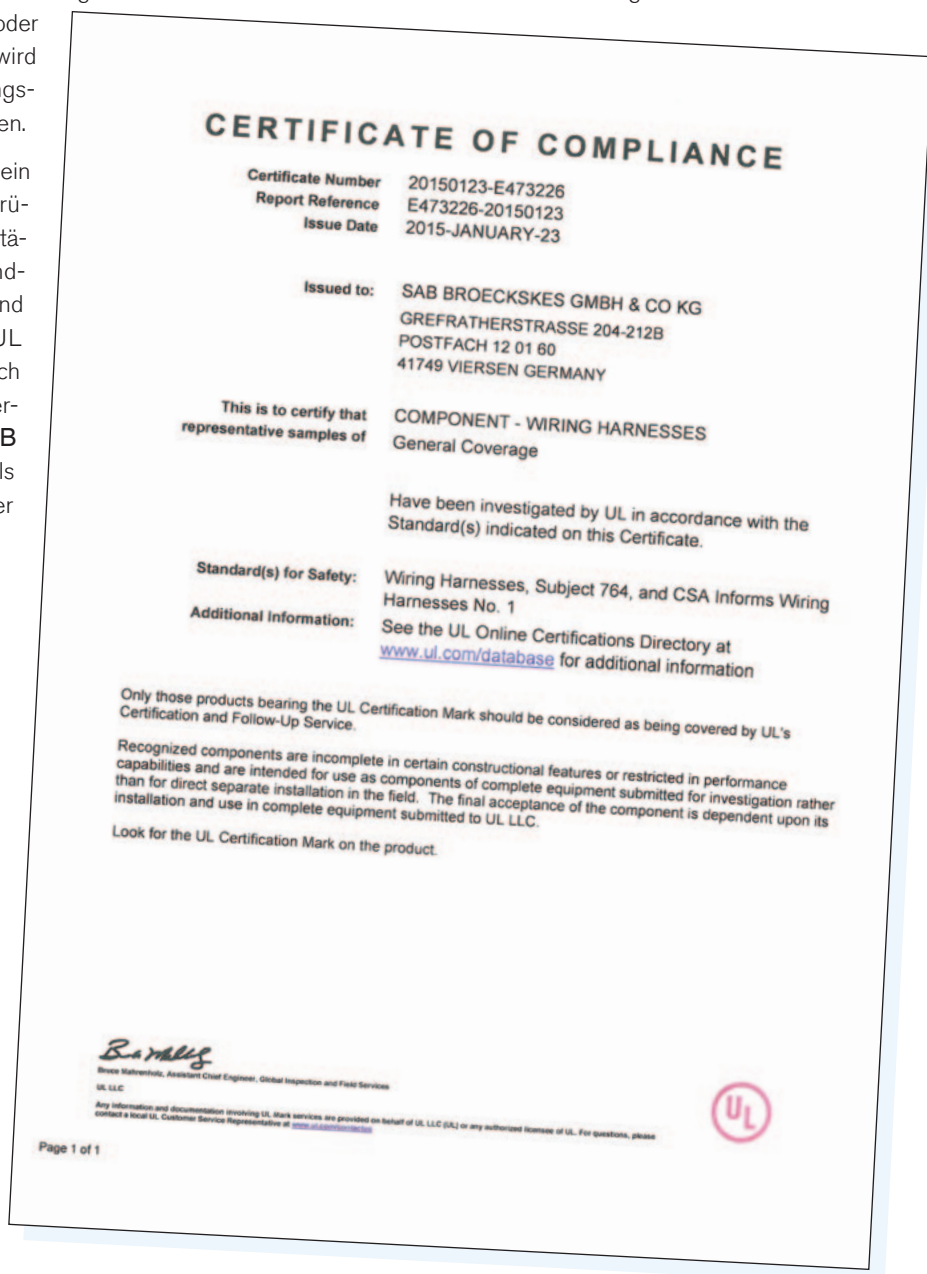 oder
wird
ngs-
en.
ein
rü-
tä-
nd-
nd
UL
ch
er-
B
ls
er
CERTIFICATE OF COMPLIANCE
Certificate Number 20150123-E473226
Report Reference E473226-20150123
Issue Date 2015-JANUARY-23
Issued to: SAB BROECKSKES GMBH & CO KG
GREFRATHERSTRASSE 204-212B
POSTFACH 12 01 60
41749 VIERSEN GERMANY
This is to certify that COMPONENT - WIRING HARNESSES
representative samples of General Coverage
Have been investigated by UL in accordance with the
Standard(s) indicated on this Certificate.
Standard(s) for Safety: Wiring Harnesses, Subject 764, and CSA Informs Wiring
Harnesses No. 1
Additional Information: See the UL Online Certifications Directory at
www.ul.com/database for additional information
Only those products bearing the UL Certification Mark should be considered as being covered by UL's
Certification and Follow-Up Service.
Recognized components are incomplete in certain constructional features or restricted in performance
capabilities and are intended for use as components of complete equipment submitted for investigation rather
than for direct separate installation in the field. The final acceptance of the component is dependent upon its
installation and use in complete equipment submitted to UL LLC.
Look for the UL Certification Mark on the product.
Bruce Mahrenholz, Assistant Chief Engineer, Global Inspection and Field Services
UL LLC
Any information and documentation involving UL Mark services are provided on behalf of UL LLC (UL) or any authorized licensee of UL. For questions, please
contact a local UL Customer Service Representative at
UL
Page 1 of 1